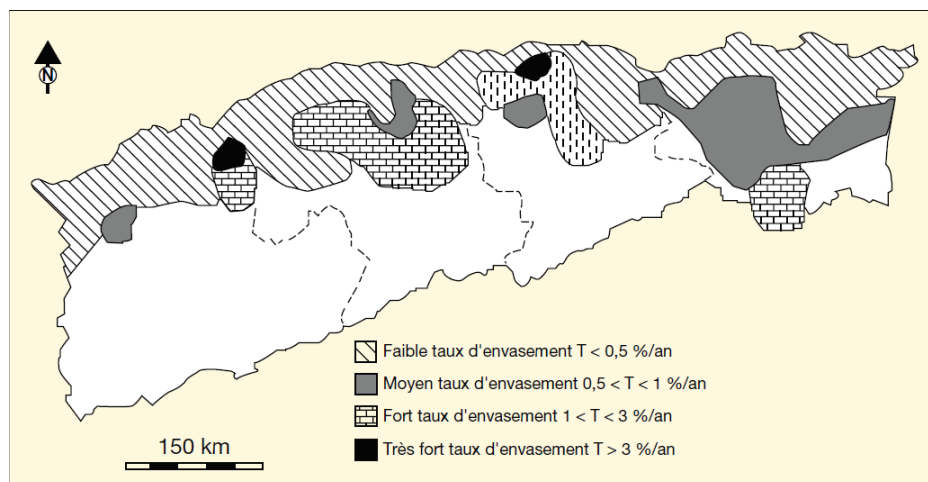 N
Faible taux d'envasement T < 0,5 %/an
Moyen taux d'envasement 0,5 < T < 1 %/an
Fort taux d'envasement 1 < T < 3 %/an
Très fort taux d'envasement T > 3 %/an
150 km